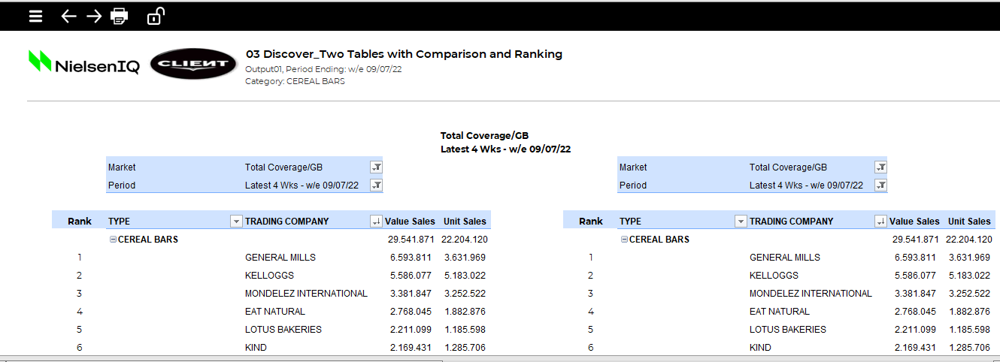 NielsenIQ
CLIENT
03 Discover_Two Tables with Comparison and Ranking
Output01, Period Ending: w/e 09/07/22
Category: CEREAL BARS
Total Coverage/GB
Latest 4 Wks - w/e 09/07/22
Market Total Coverage/GB Market Total Coverage/GB
Period Latest 4 Wks - w/e 09/07/22 Period Latest 4 Wks - w/e 09/07/22
Rank TYPE TRADING COMPANY Value Sales Unit Sales Rank TYPE TRADING COMPANY Value Sales Unit Sales
CEREAL BARS 29.541.871 22.204.120 CEREAL BARS 29.541.871 22.204.120
1 GENERAL MILLS 6.593.811 3.631.969 1 GENERAL MILLS 6.593.811 3.631.969
2 KELLOGGS 5.586.077 5.183.022 2 KELLOGGS 5.586.077 5.183.022
3 MONDELEZ INTERNATIONAL 3.381.847 3.252.522 3 MONDELEZ INTERNATIONAL 3.381.847 3.252.522
4 EAT NATURAL 2.768.045 1.882.876 4 EAT NATURAL 2.768.045 1.882.876
5 LOTUS BAKERIES 2.211.099 1.185.598 5 LOTUS BAKERIES 2.211.099 1.185.598
6 KIND 2.169.431 1.285.706 6 KIND 2.169.431 1.285.706